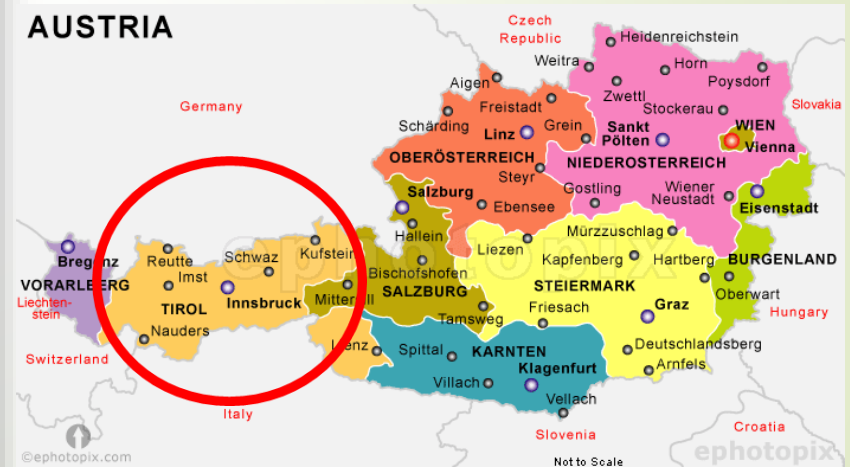 AUSTRIA
Czech
Republic
Heidenreichstein
Weitra
Horn
Aigen
Poysdorf
Zwettl
Germany
Freistadt
Stockerau
Slovakia
Schärding
Linz
Grein
Sankt
Pölten
WIEN
Vienna
OBERÖSTERREICH
NIEDEROSTERREICH
Steyr
Salzburg
Gostling
Wiener
Neustadt
Ebensee
Eisenstadt
Hallein
Mürzzuschlag
ephotopix
Liezen
Reutte
Schwaz
Kufstein
Bregenz
Kapfenberg
Hartberg
BURGENLAND
Imst
Bischofshofen
VORARLBERG
STEIERMARK
SALZBURG
Oberwart
Liechten-
stein
TIROL
Innsbruck
Mittersill
Graz
Friesach
Hungary
Tamsweg
Nauders
Lienz
Spittal
KARNTEN
Deutschlandsberg
Switzerland
Klagenfurt
Arnfels
Villach
Vellach
Italy
Slovenia
Croatia
©ephotopix.com
Not to Scale
ephotopix